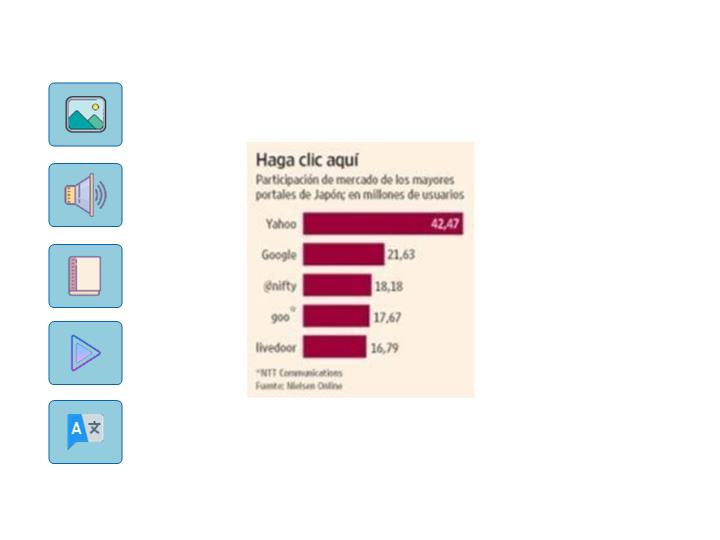 Haga clic aquí
Participación de mercado de los mayores
portales de Japón; en millones de usuarios
Yahoo 42,47
Google 21,63
@nifty 18,18
goo* 17,67
livedoor 16,79
*NTT Communications
Fuente: Nielsen Online
A 文